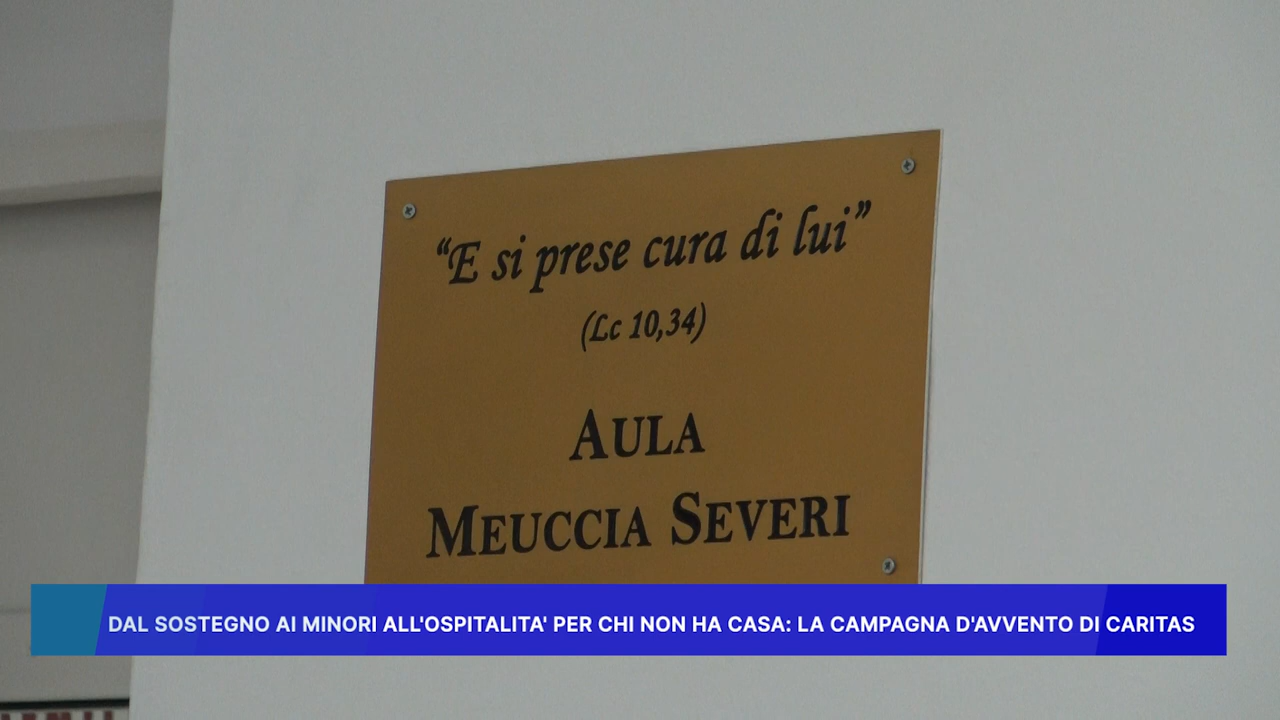 “E si prese cura di lui”
(Lc 10,34)
AULA
MEUCCIA SEVERI
DAL SOSTEGNO AI MINORI ALL'OSPITALITA' PER CHI NON HA CASA: LA CAMPAGNA D'AVVENTO DI CARITAS